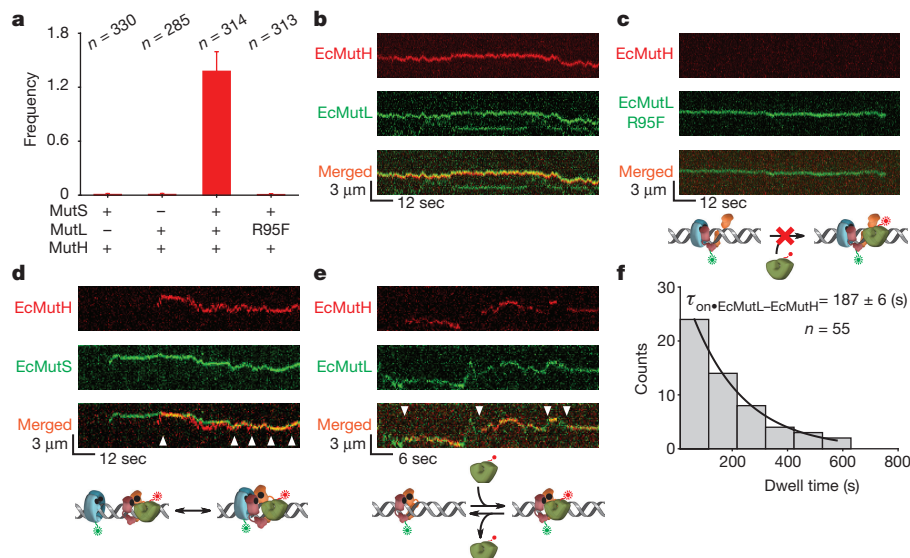 a
n = 330
n = 285
n = 314
n = 313
Frequency
1.8
1.2
0.6
0
MutS + – + +
MutL – + + R95F
MutH + + + +
b
EcMutH
EcMutL
Merged
3 μm
12 sec
c
EcMutH
EcMutL
R95F
Merged
3 μm
12 sec
d
EcMutH
EcMutS
Merged
3 μm
12 sec
e
EcMutH
EcMutL
Merged
3 μm
6 sec
f
τon•EcMutL–EcMutH = 187 ± 6 (s)
n = 55
Counts
30
20
10
0
200 400 600 800
Dwell time (s)